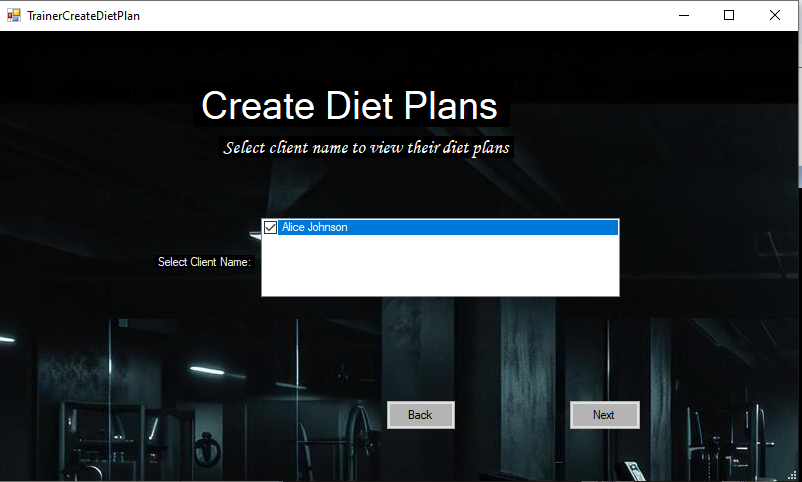 TrainerCreateDietPlan
Create Diet Plans
Select client name to view their diet plans
Alice Johnson
Select Client Name:
Back
Next